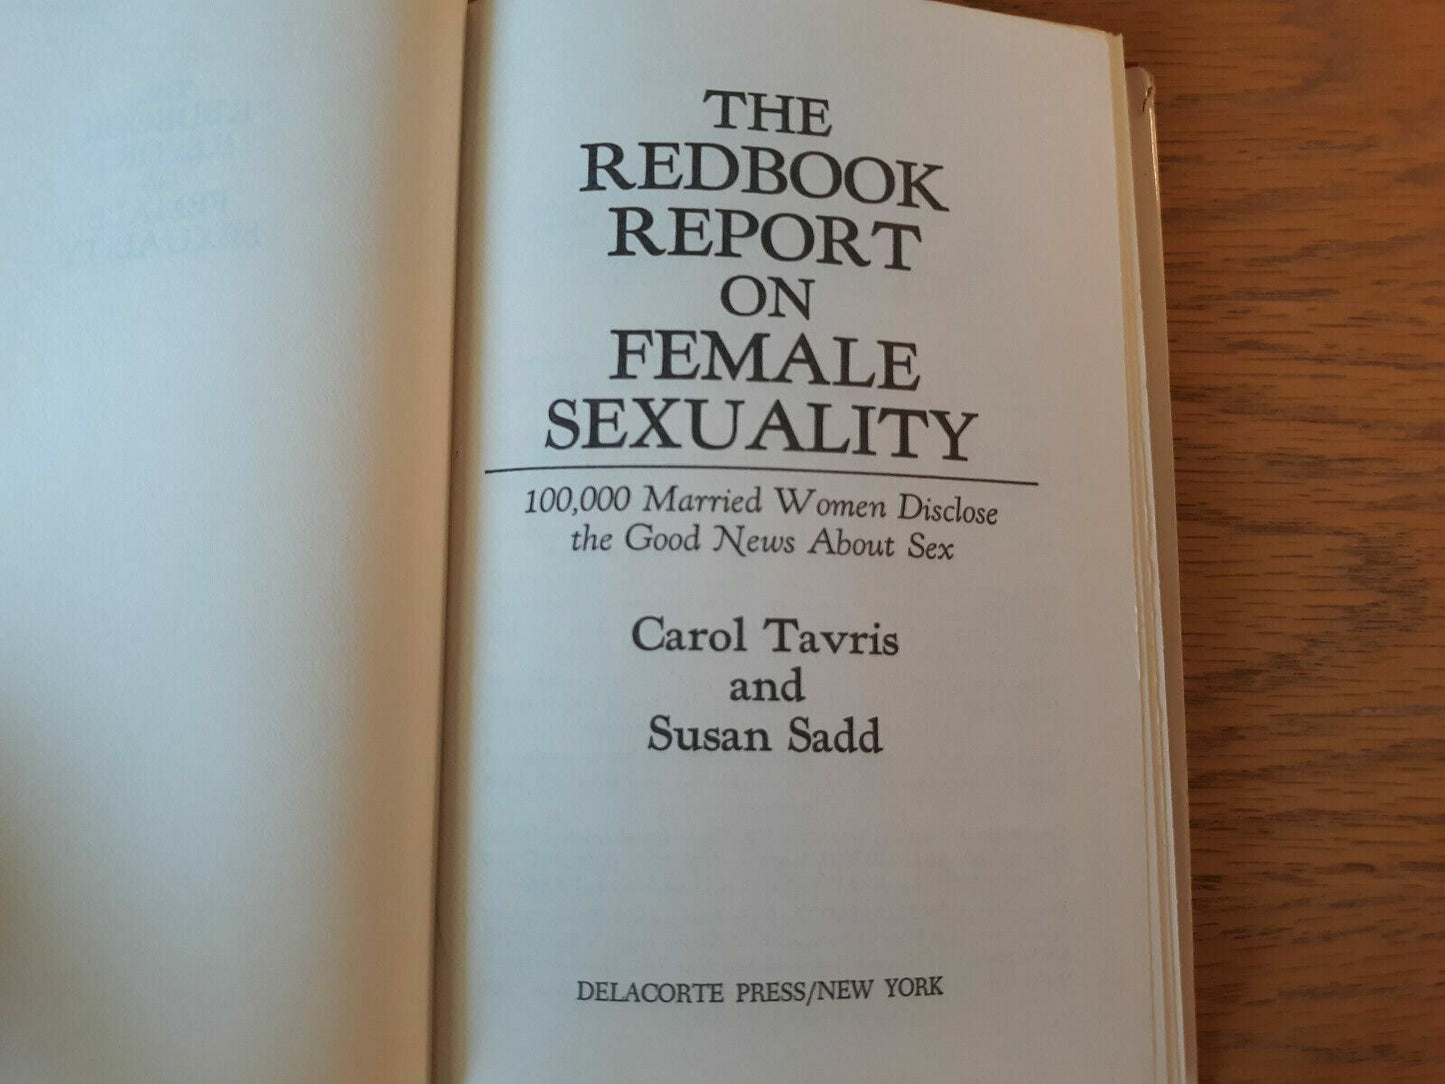 THE
REDBOOK
REPORT
ON
FEMALE
SEXUALITY
100,000 Married Women Disclose
the Good News About Sex
Carol Tavris
and
Susan Sadd
DELACORTE PRESS/NEW YORK